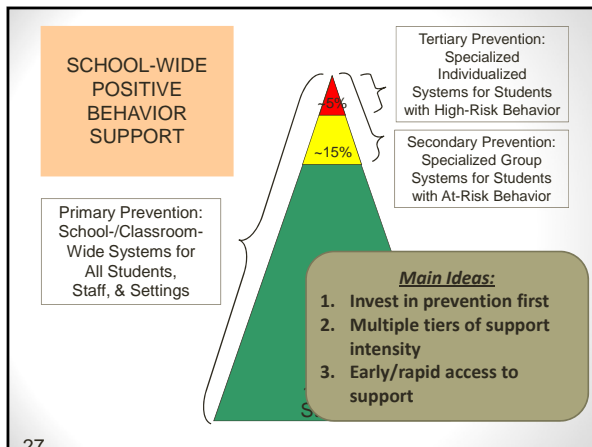 SCHOOL-WIDE
POSITIVE
BEHAVIOR
SUPPORT
Tertiary Prevention:
Specialized
Individualized
Systems for Students
with High-Risk Behavior
~5%
~15%
Secondary Prevention:
Specialized Group
Systems for Students
with At-Risk Behavior
Primary Prevention:
School-/Classroom-
Wide Systems for
All Students,
Staff, & Settings
Main Ideas:
1. Invest in prevention first
2. Multiple tiers of support
intensity
3. Early/rapid access to
support
27